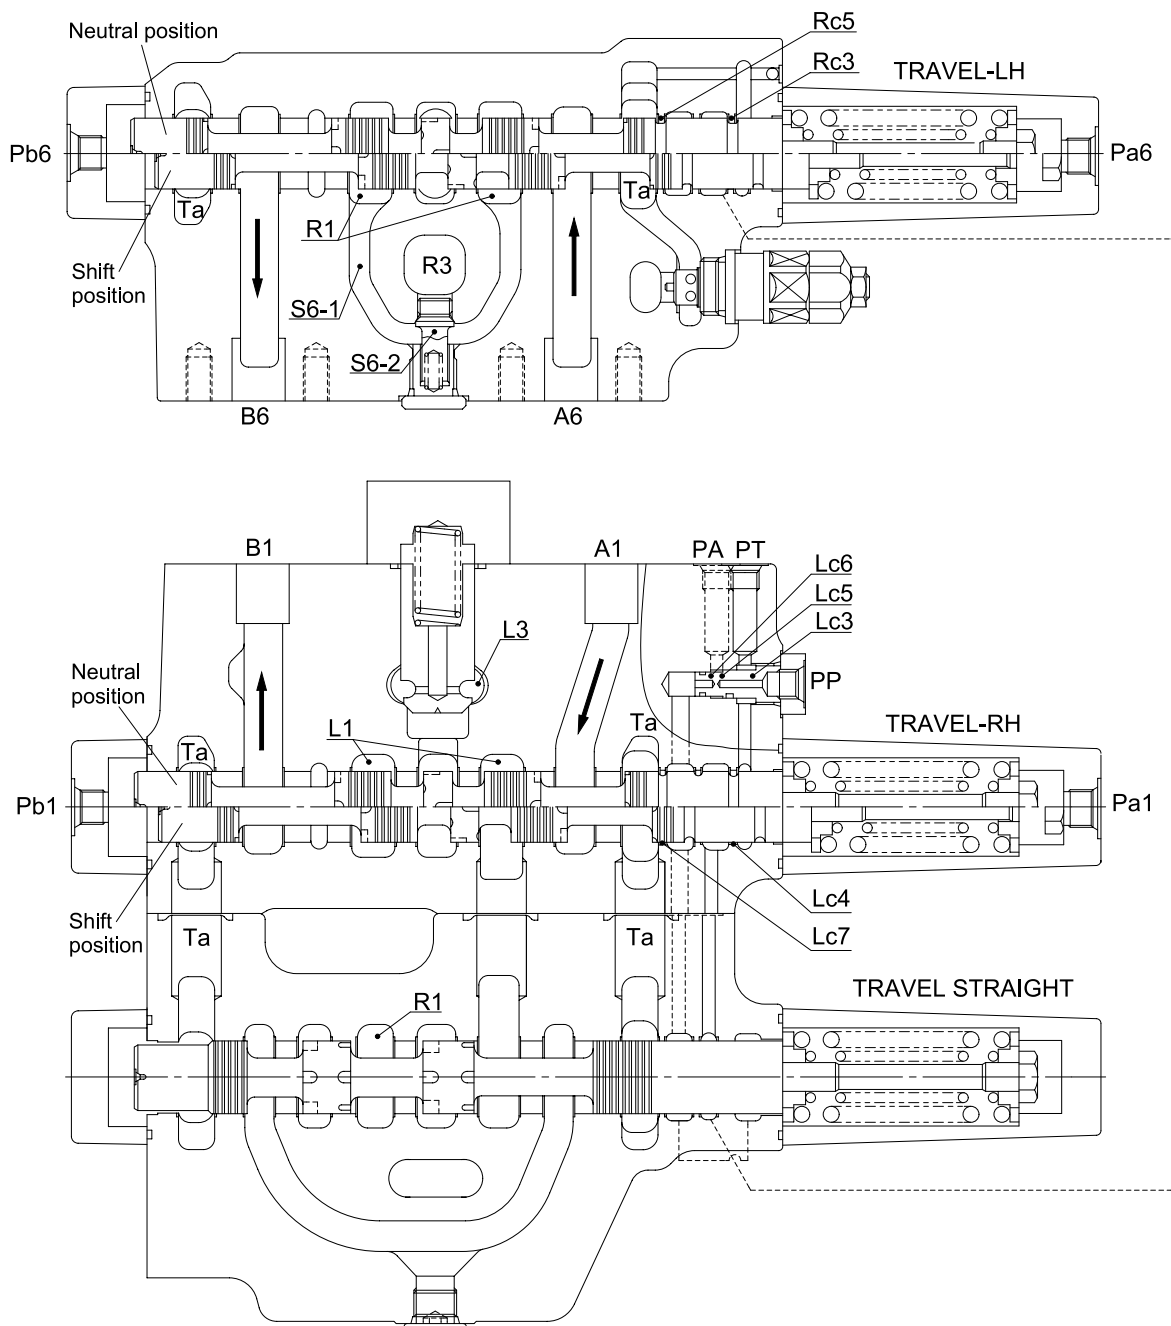 Neutral position
Rc5
Rc3
TRAVEL-LH
Pb6
Pa6
Ta
Ta
R1
R3
Shift
position
S6-1
S6-2
B6
A6
B1
A1
PA
PT
Lc6
Lc5
Lc3
L3
Neutral
position
PP
Ta
TRAVEL-RH
L1
Ta
Pb1
Pa1
Lc4
Shift
position
Ta
Ta
Lc7
TRAVEL STRAIGHT
R1